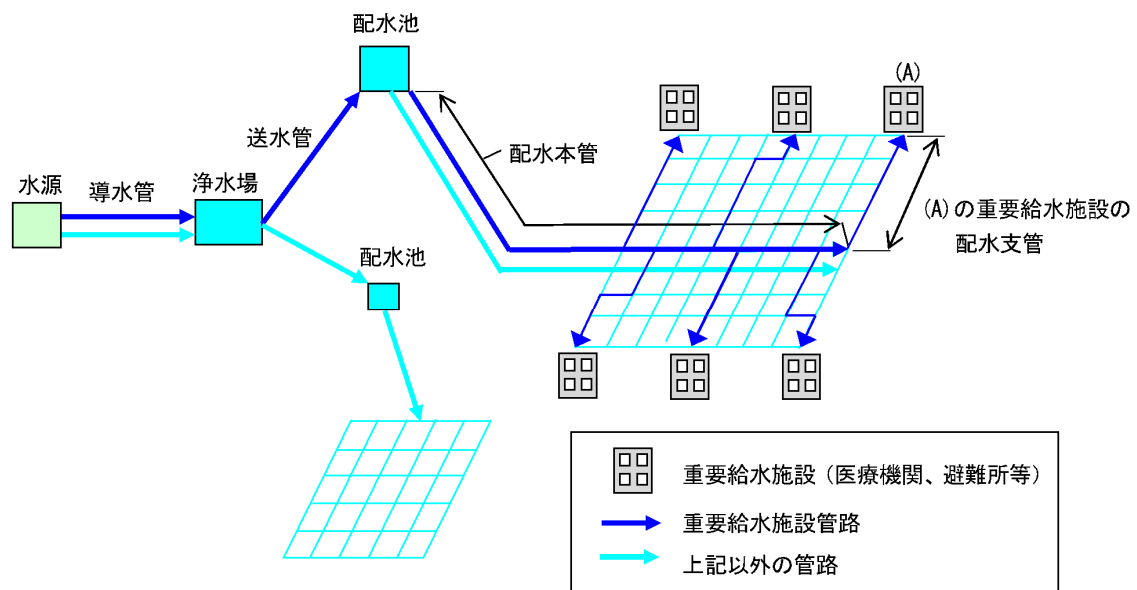 配水池
(A)
送水管
配水本管
水源
導水管
浄水場
(A)の重要給水施設の
配水支管
配水池
重要給水施設（医療機関、避難所等）
重要給水施設管路
上記以外の管路